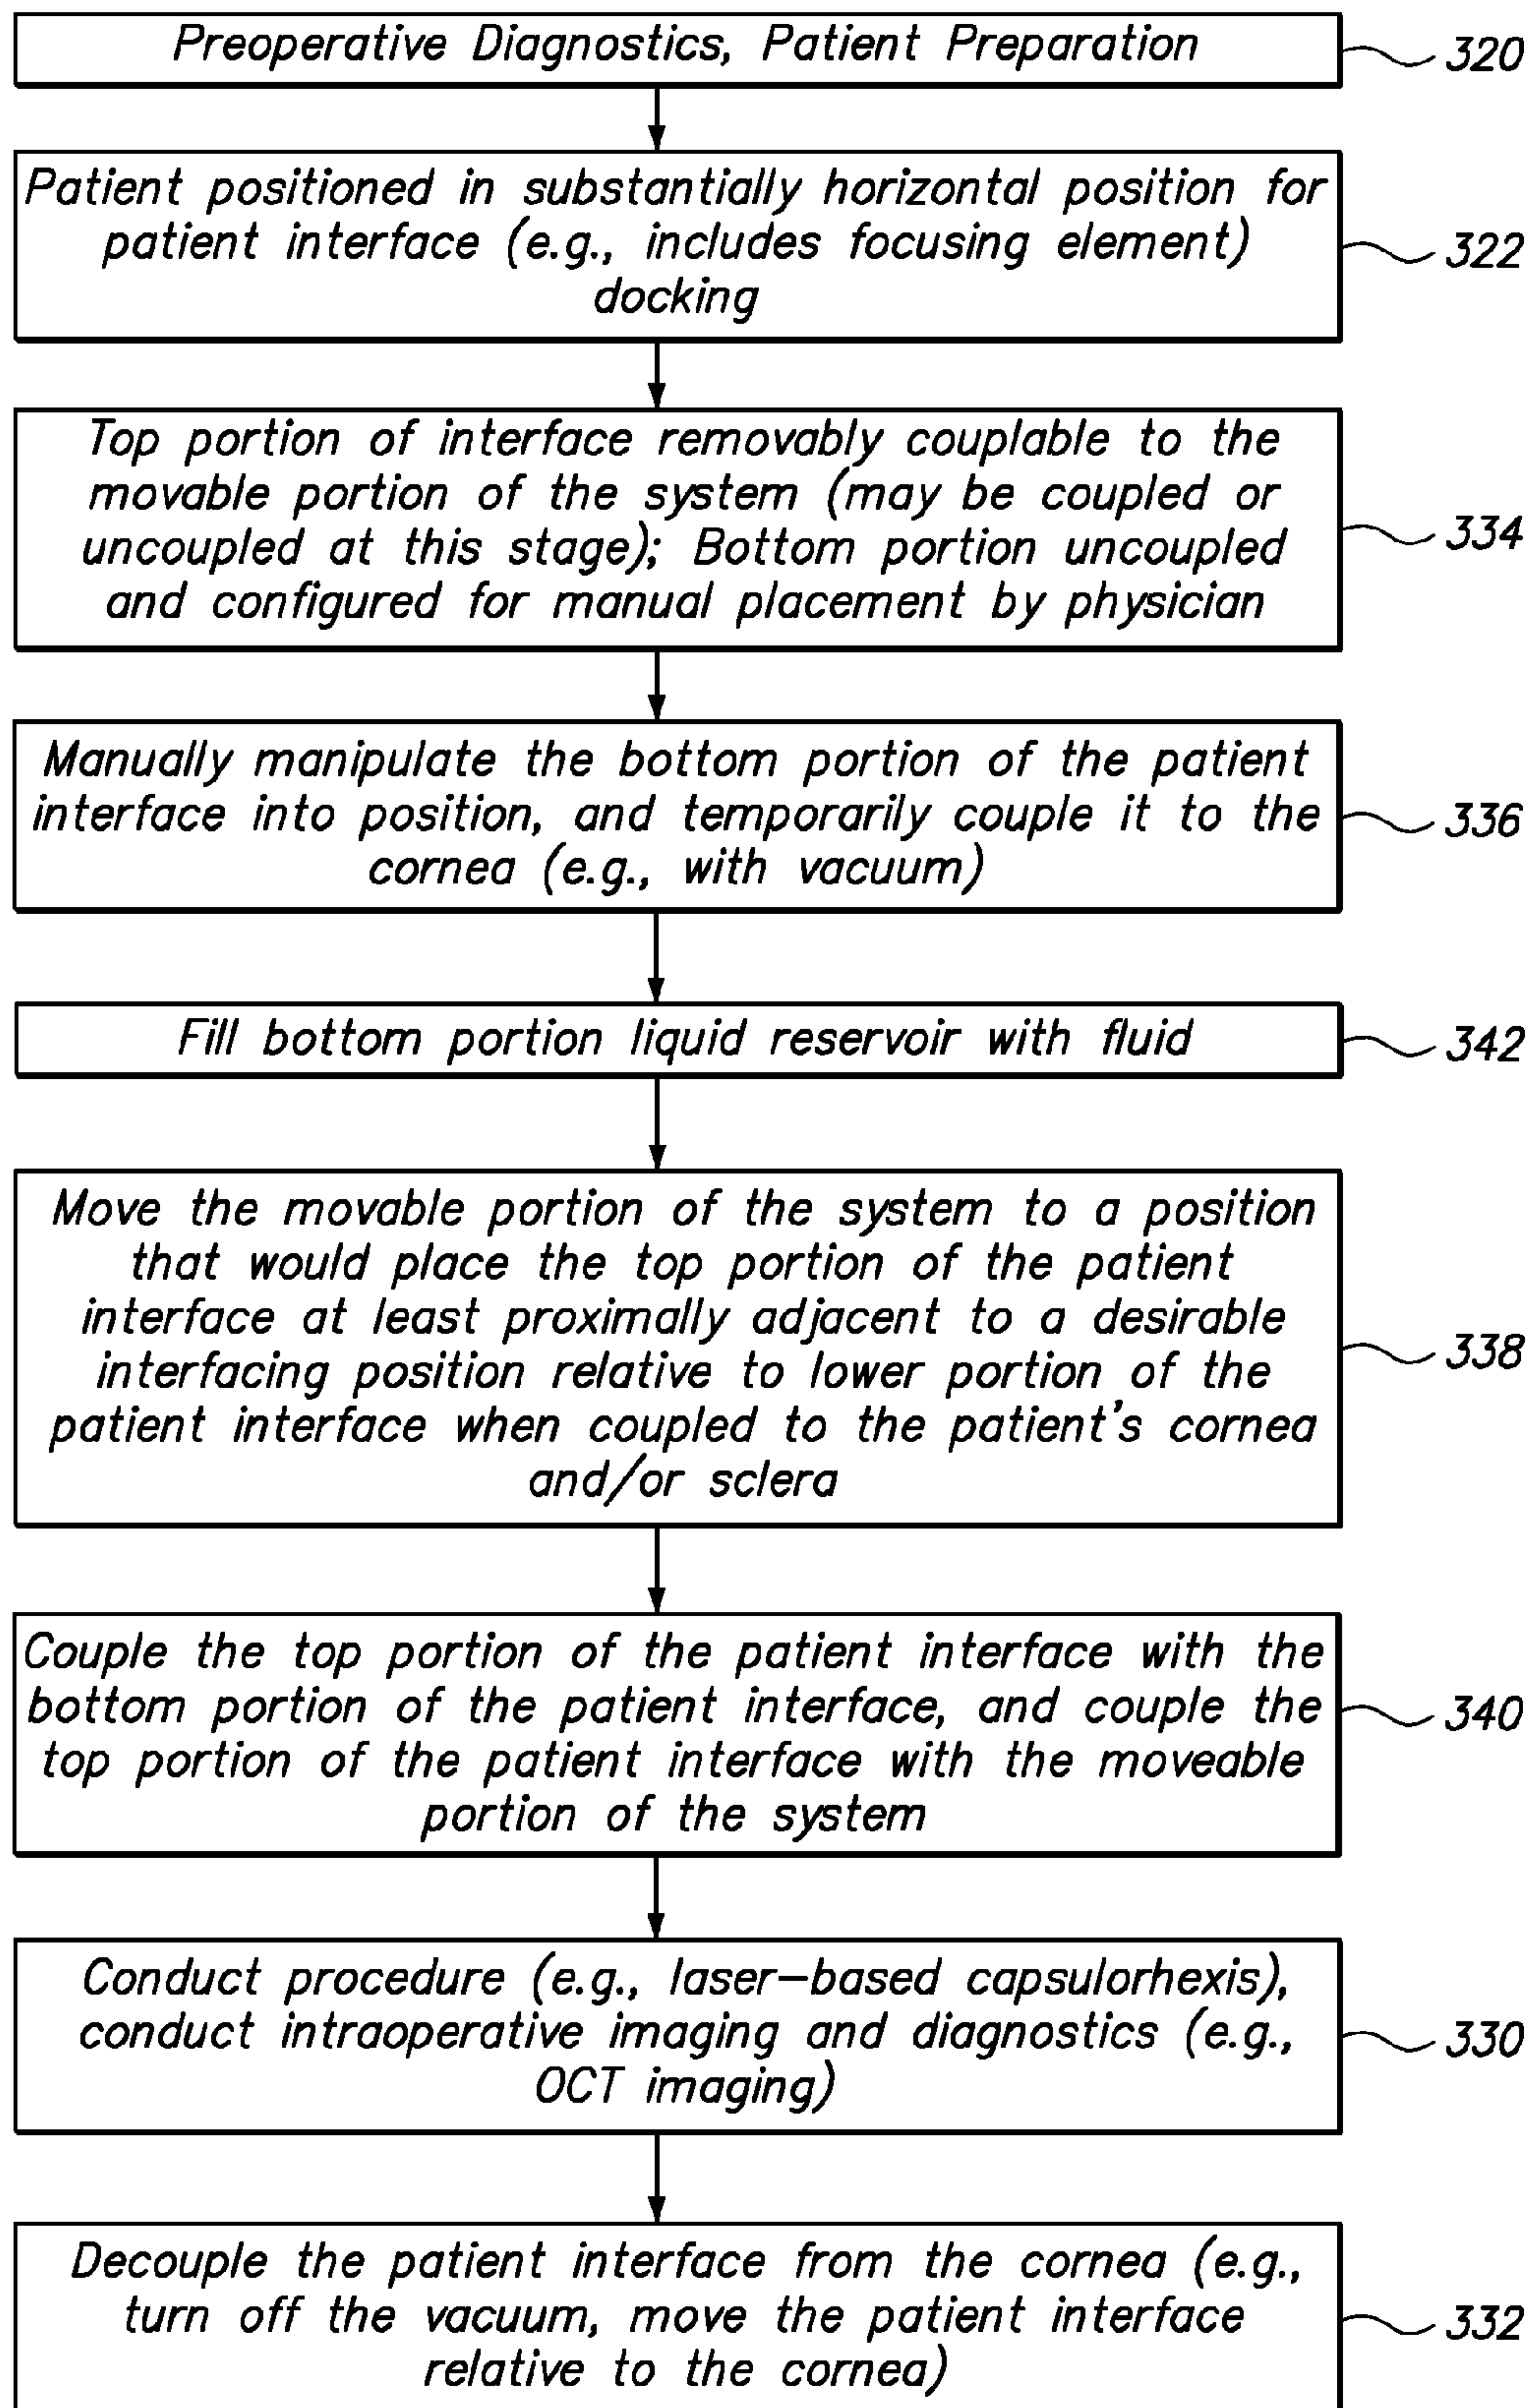 Preoperative Diagnostics, Patient Preparation
320
Patient positioned in substantially horizontal position for
patient interface (e.g., includes focusing element)
docking
322
Top portion of interface removably couplable to the
movable portion of the system (may be coupled or
uncoupled at this stage); Bottom portion uncoupled
and configured for manual placement by physician
334
Manually manipulate the bottom portion of the patient
interface into position, and temporarily couple it to the
cornea (e.g., with vacuum)
336
Fill bottom portion liquid reservoir with fluid
342
Move the movable portion of the system to a position
that would place the top portion of the patient
interface at least proximally adjacent to a desirable
interfacing position relative to lower portion of the
patient interface when coupled to the patient's cornea
and/or sclera
338
Couple the top portion of the patient interface with the
bottom portion of the patient interface, and couple the
top portion of the patient interface with the moveable
portion of the system
340
Conduct procedure (e.g., laser-based capsulorhexis),
conduct intraoperative imaging and diagnostics (e.g.,
OCT imaging)
330
Decouple the patient interface from the cornea (e.g.,
turn off the vacuum, move the patient interface
relative to the cornea)
332